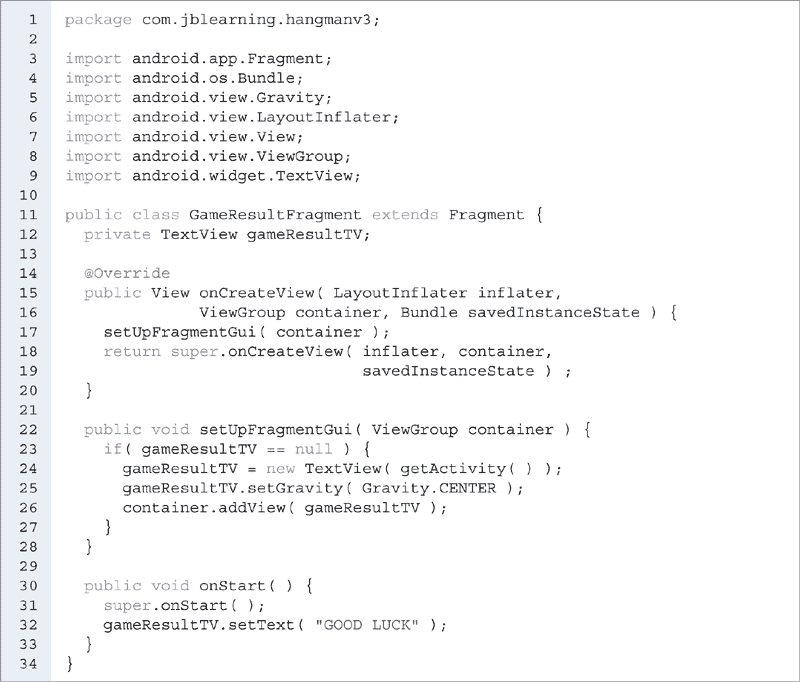 1 package com.jblearning.hangmanv3;
2
3 import android.app.Fragment;
4 import android.os.Bundle;
5 import android.view.Gravity;
6 import android.view.LayoutInflater;
7 import android.view.View;
8 import android.view.ViewGroup;
9 import android.widget.TextView;
10
11 public class GameResultFragment extends Fragment {
12   private TextView gameResultTV;
13
14   @Override
15   public View onCreateView( LayoutInflater inflater,
16               ViewGroup container, Bundle savedInstanceState ) {
17     setUpFragmentGui( container );
18     return super.onCreateView( inflater, container,
19                                savedInstanceState ) ;
20   }
21
22   public void setUpFragmentGui( ViewGroup container ) {
23     if( gameResultTV == null ) {
24       gameResultTV = new TextView( getActivity( ) );
25       gameResultTV.setGravity( Gravity.CENTER );
26       container.addView( gameResultTV );
27     }
28   }
29
30   public void onStart( ) {
31     super.onStart( );
32     gameResultTV.setText( "GOOD LUCK" );
33   }
34 }